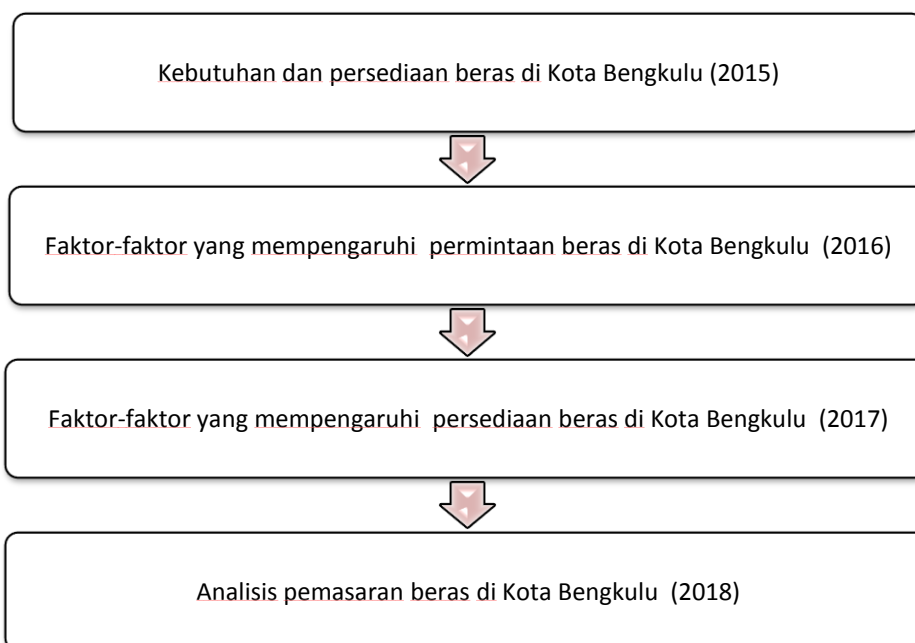 Kebutuhan dan persediaan beras di Kota Bengkulu (2015)
Faktor-faktor yang mempengaruhi  permintaan beras di Kota Bengkulu  (2016)
Faktor-faktor yang mempengaruhi  persediaan beras di Kota Bengkulu  (2017)
Analisis pemasaran beras di Kota Bengkulu  (2018)